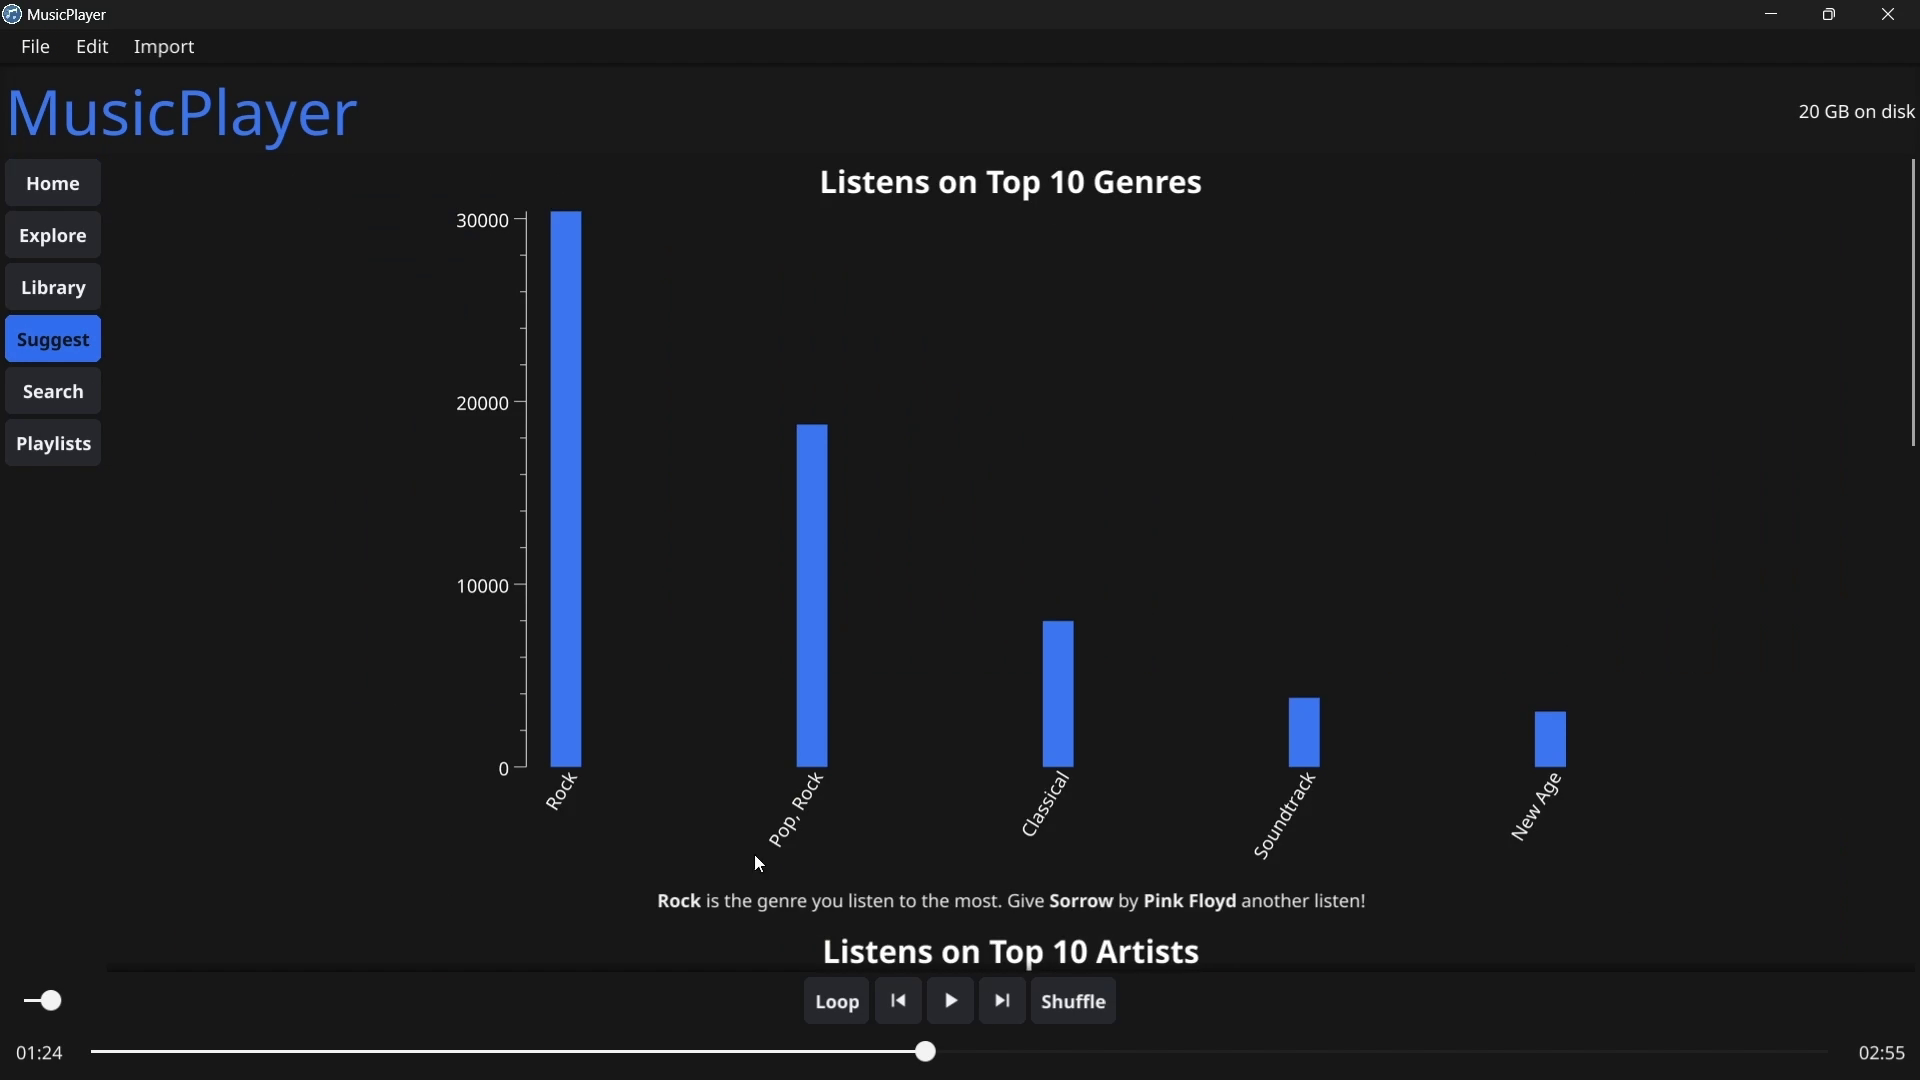 MusicPlayer
File Edit Import
MusicPlayer
20 GB on disk
Home
Explore
Library
Suggest
Search
Playlists
Listens on Top 10 Genres
30000
20000
10000
0
Rock
Pop, Rock
Classical
Soundtrack
New Age
Rock is the genre you listen to the most. Give Sorrow by Pink Floyd another listen!
Listens on Top 10 Artists
Loop Shuffle
01:24 02:55